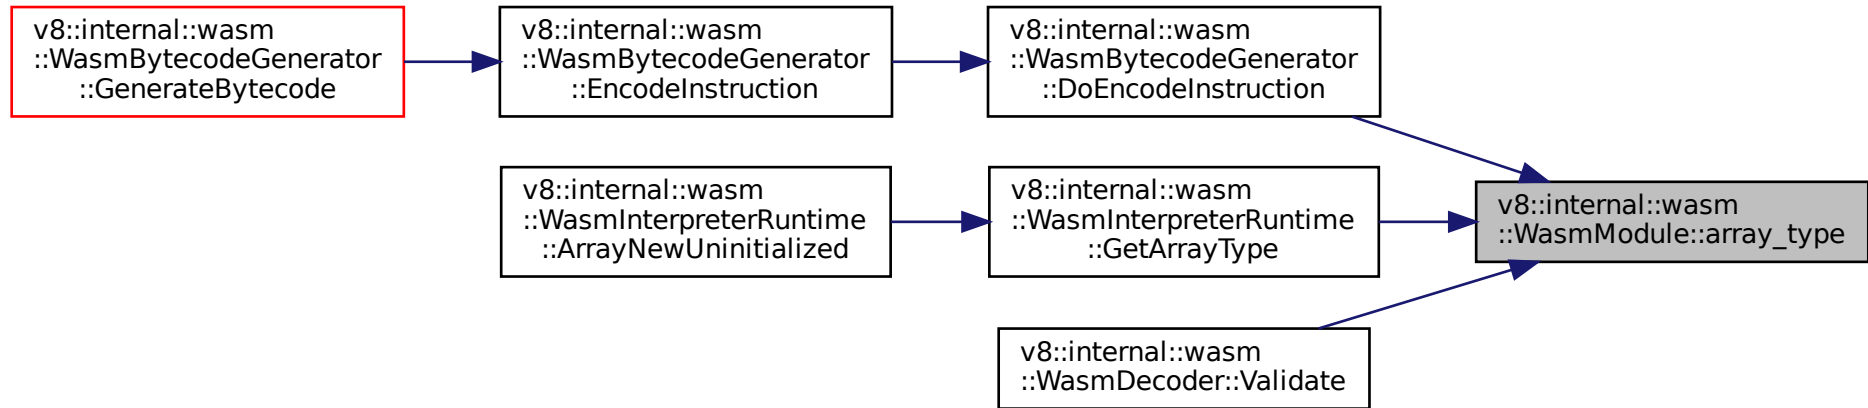 v8::internal::wasm
::WasmBytecodeGenerator
::GenerateBytecode
v8::internal::wasm
::WasmBytecodeGenerator
::EncodeInstruction
v8::internal::wasm
::WasmBytecodeGenerator
::DoEncodeInstruction
v8::internal::wasm
::WasmInterpreterRuntime
::ArrayNewUninitialized
v8::internal::wasm
::WasmInterpreterRuntime
::GetArrayType
v8::internal::wasm
::WasmModule::array_type
v8::internal::wasm
::WasmDecoder::Validate